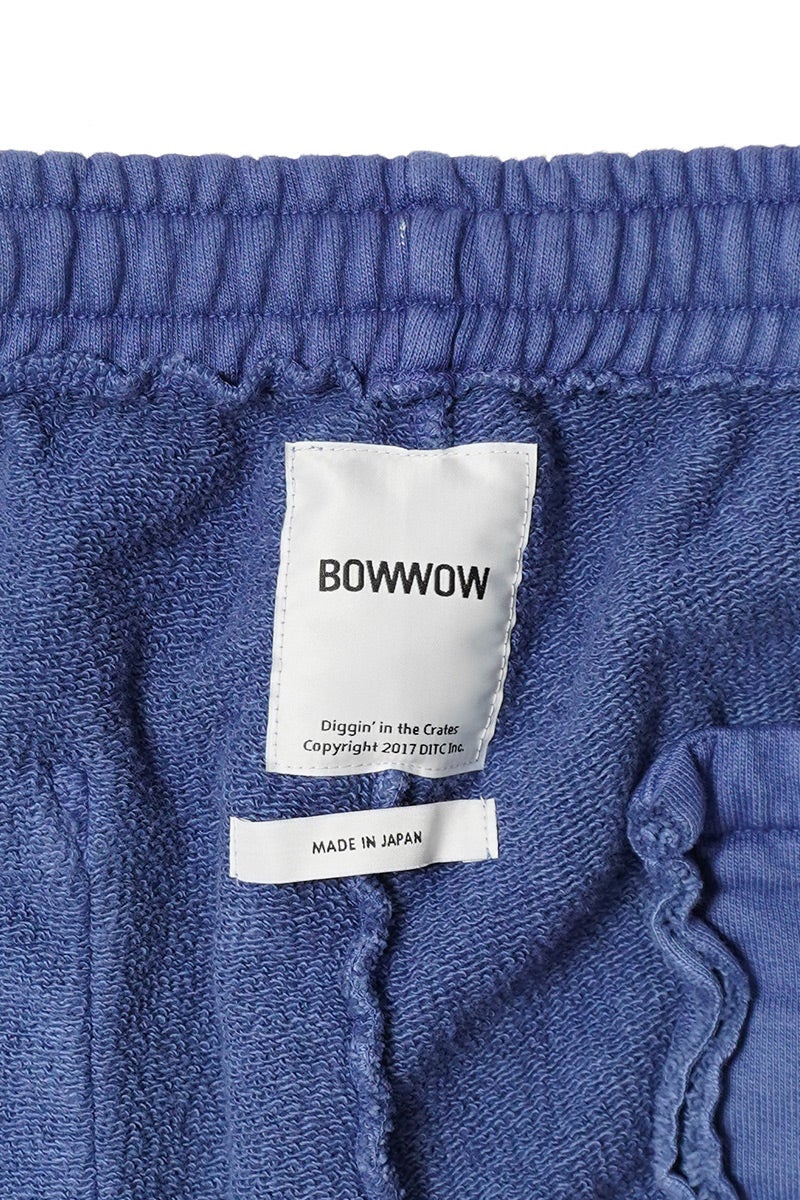 BOWWOW
Diggin' in the Crates
Copyright 2017 DITC Inc.
MADE IN JAPAN